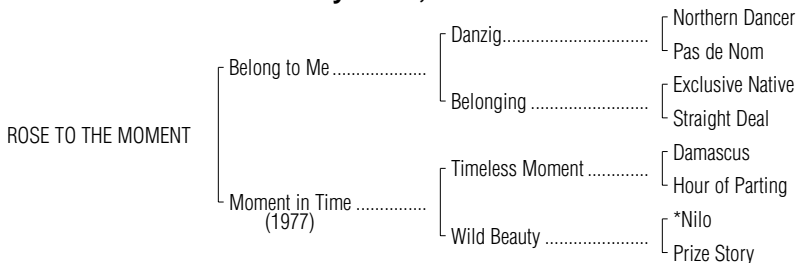 Northern Dancer
Danzig..............................
Pas de Nom
Belong to Me....................
Exclusive Native
Belonging ........................
Straight Deal
ROSE TO THE MOMENT
Damascus
Timeless Moment .............
Hour of Parting
Moment in Time ...............
(1977)
*Nilo
Wild Beauty ......................
Prize Story